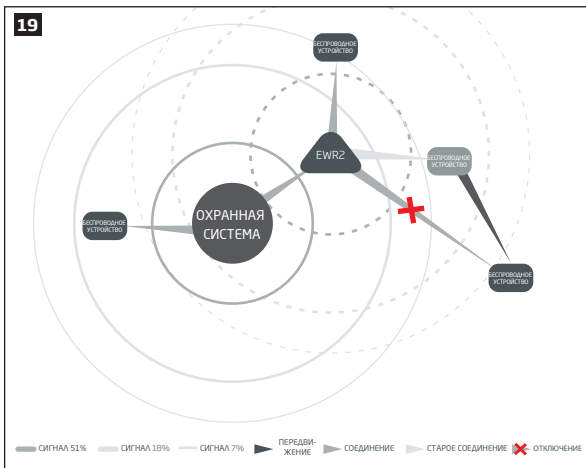 19
БЕСПРОВОДНОЕ
УСТРОЙСТВО
EWR2
БЕСПРОВОДНОЕ
УСТРОЙСТВО
ОХРАННАЯ
СИСТЕМА
БЕСПРОВОДНОЕ
УСТРОЙСТВО
БЕСПРОВОДНОЕ
УСТРОЙСТВО
СИГНАЛ 51%
СИГНАЛ 18%
СИГНАЛ 7%
ПЕРЕДВИ-
ЖЕНИЕ
СОЕДИНЕНИЕ
СТАРОЕ СОЕДИНЕНИЕ
ОТКЛЮЧЕНИЕ